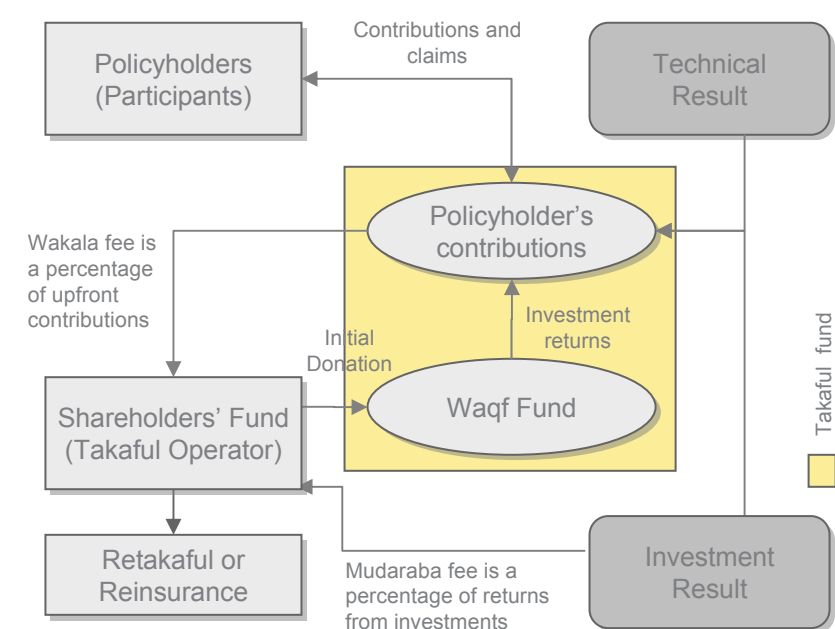 Contributions and
claims
Policyholders
(Participants)
Technical
Result
Policyholder’s
contributions
Wakala fee is
a percentage
of upfront
contributions
Investment
returns
Initial
Donation
Takaful fund
Shareholders’ Fund
(Takaful Operator)
Waqf Fund
Retakaful or
Reinsurance
Mudaraba fee is a
percentage of returns
from investments
Investment
Result